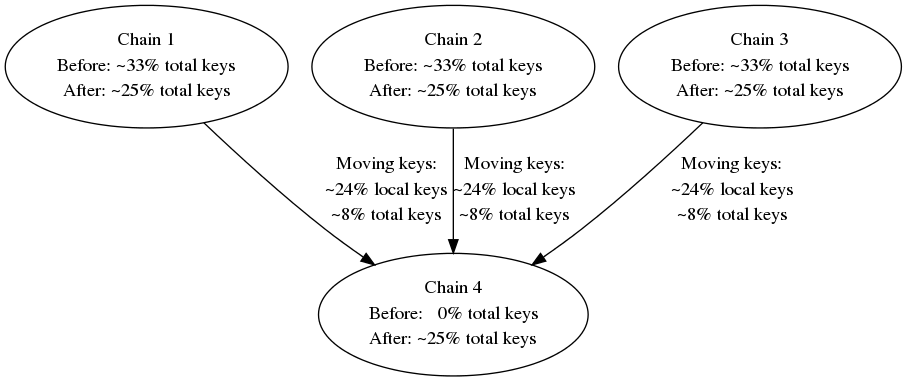 Chain 1
Before: ~33% total keys
After: ~25% total keys
Chain 2
Before: ~33% total keys
After: ~25% total keys
Chain 3
Before: ~33% total keys
After: ~25% total keys
Moving keys:
~24% local keys
~8% total keys
Moving keys:
~24% local keys
~8% total keys
Moving keys:
~24% local keys
~8% total keys
Chain 4
Before:   0% total keys
After: ~25% total keys